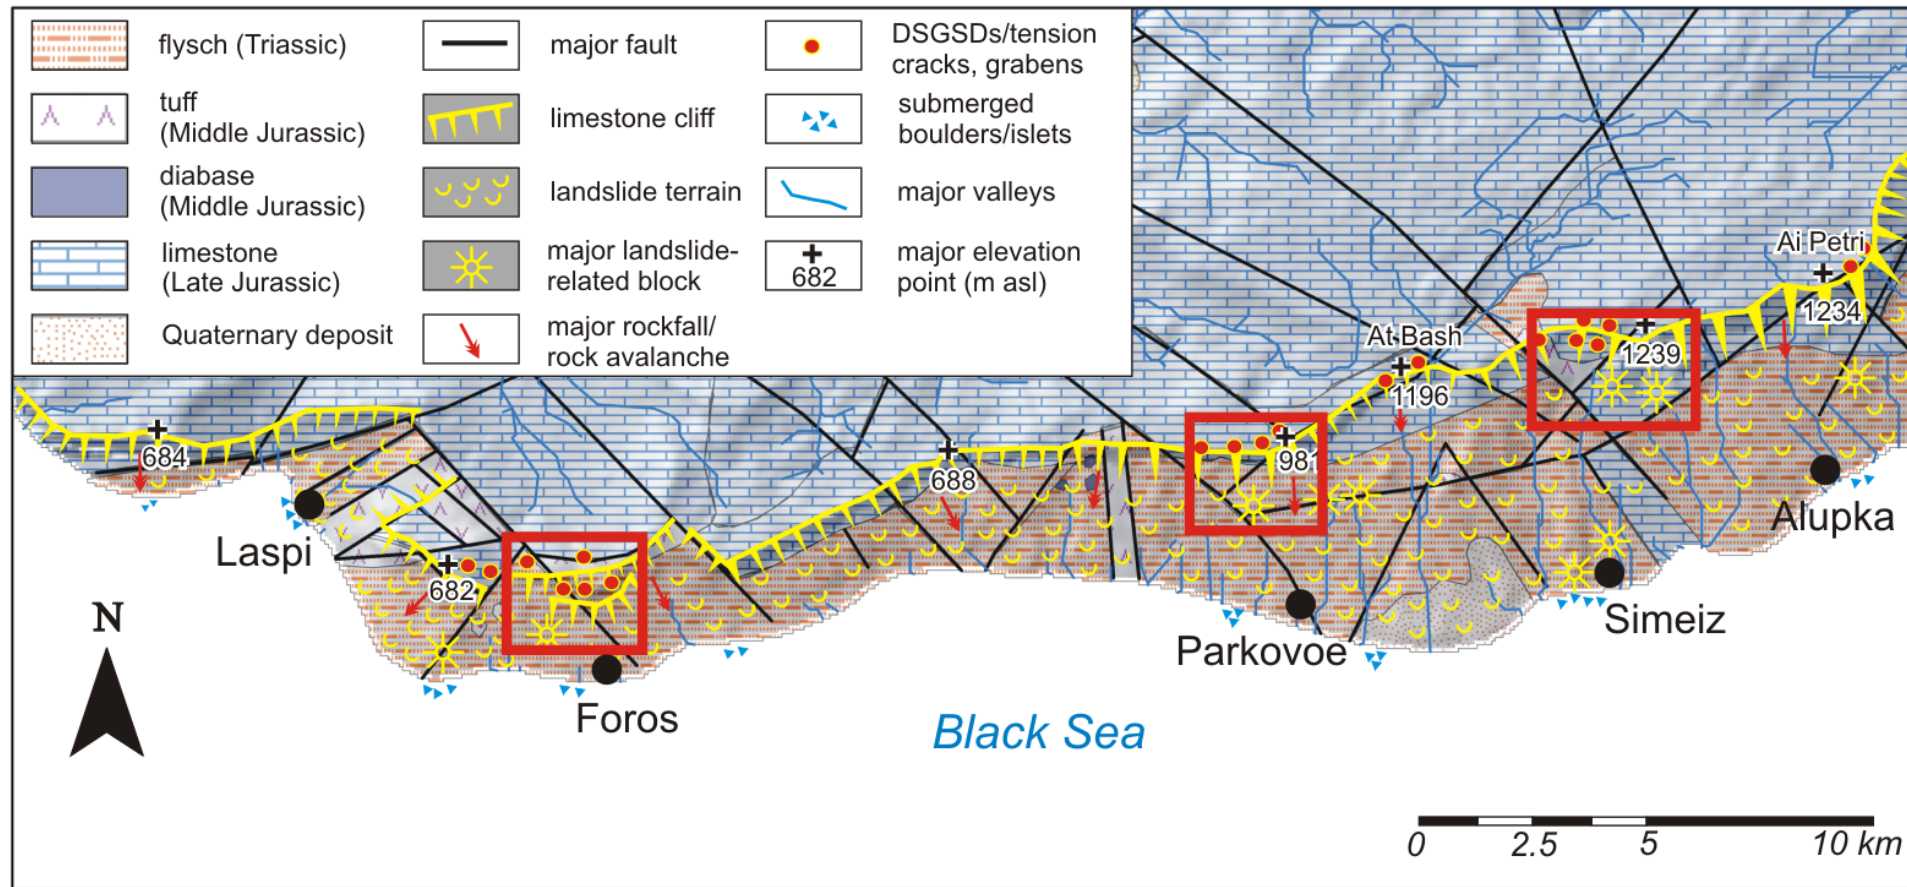 flysch (Triassic)
tuff
(Middle Jurassic)
diabase
(Middle Jurassic)
limestone
(Late Jurassic)
Quaternary deposit
major fault
limestone cliff
landslide terrain
major landslide-
related block
major rockfall/
rock avalanche
DSGSDs/tension
cracks, grabens
submerged
boulders/islets
major valleys
682
major elevation
point (m asl)
Ai Petri
1234
1239
At-Bash
1196
981
684
688
682
Laspi
Foros
Parkovoe
Simeiz
Alupka
Black Sea
N
0 2.5 5 10 km